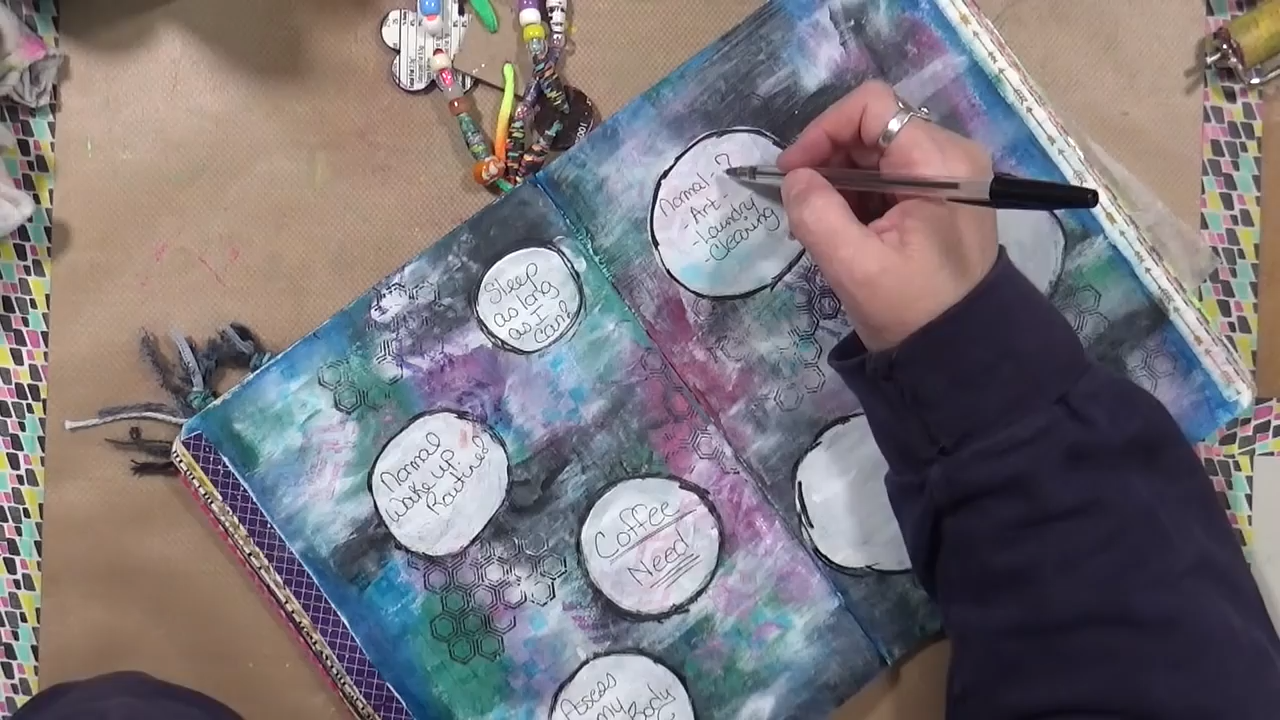 Sleep
as long
as I
can?
Normal
Wake up
Routine?
Coffee
Need
Assess
my Body
Normal - ?
- Art -
- Laundry
- Cleaning